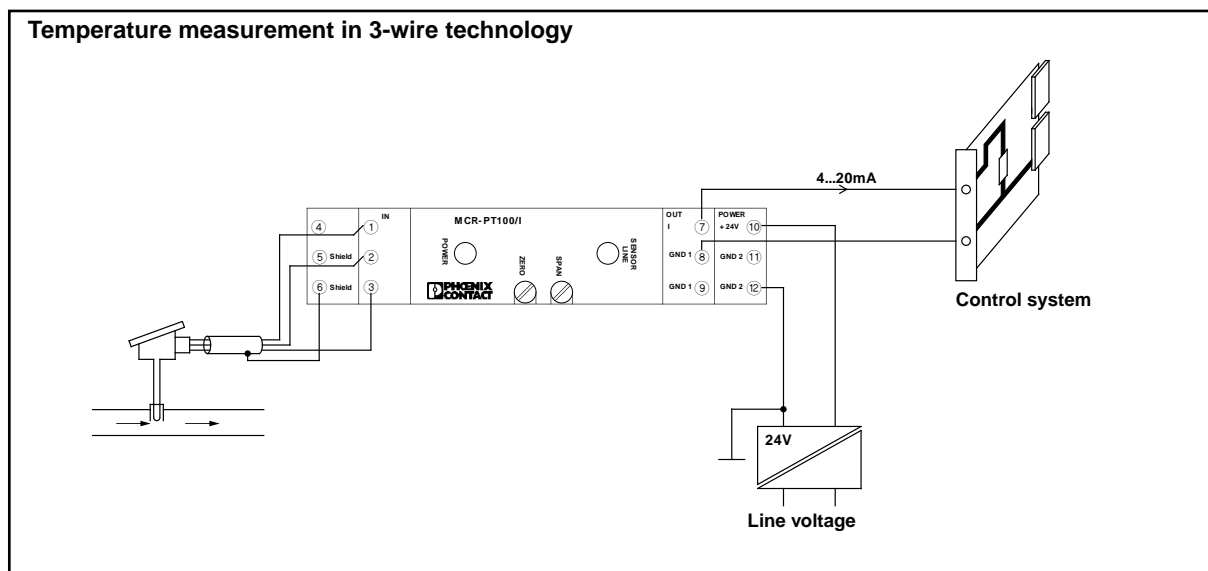 Temperature measurement in 3-wire technology
4...20mA
IN
MCR-PT100/I
OUT
POWER
4
1
I
7
+ 24V
10
5
Shield
2
POWER
SENSOR
LINE
GND 1
8
GND 2
11
ZERO
SPAN
6
Shield
3
PHŒNIX
CONTACT
GND 1
9
GND 2
12
Control system
24V
Line voltage